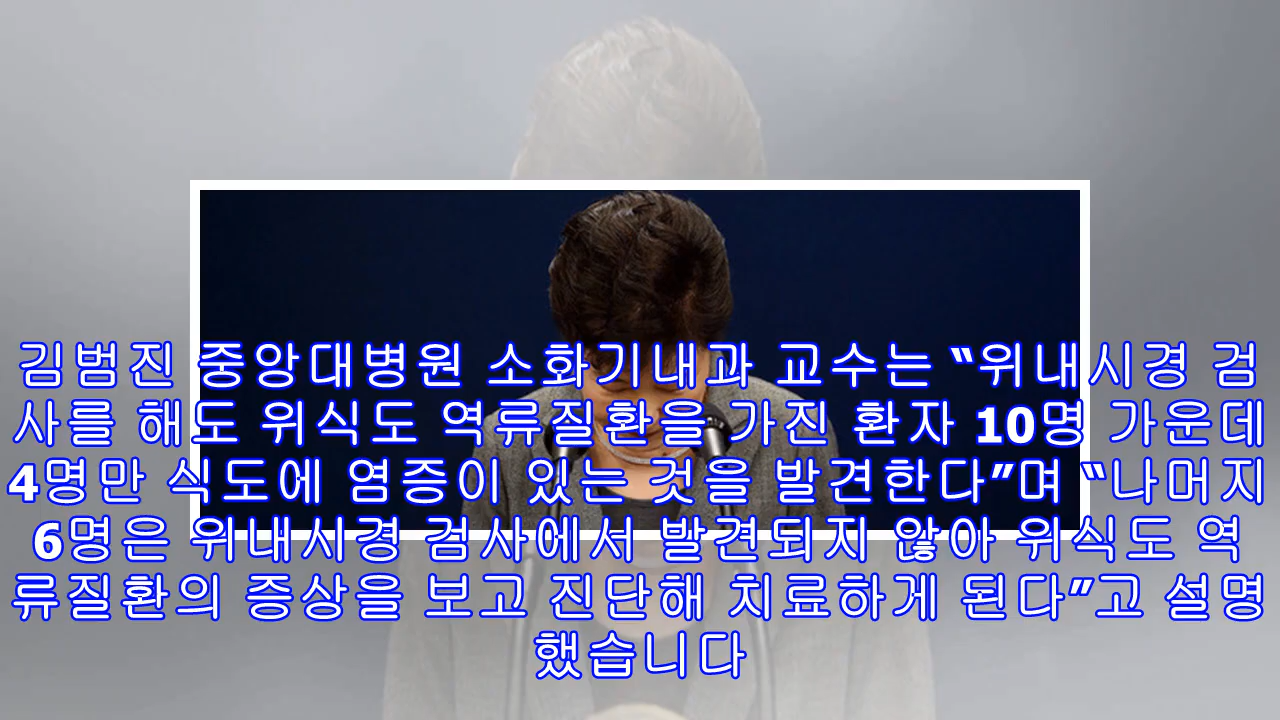 김범진 중앙대병원 소화기내과 교수는 “위내시경 검
사를 해도 위식도 역류질환을 가진 환자 10명 가운데
4명만 식도에 염증이 있는 것을 발견한다”며 “나머지
6명은 위내시경 검사에서 발견되지 않아 위식도 역
류질환의 증상을 보고 진단해 치료하게 된다”고 설명
했습니다